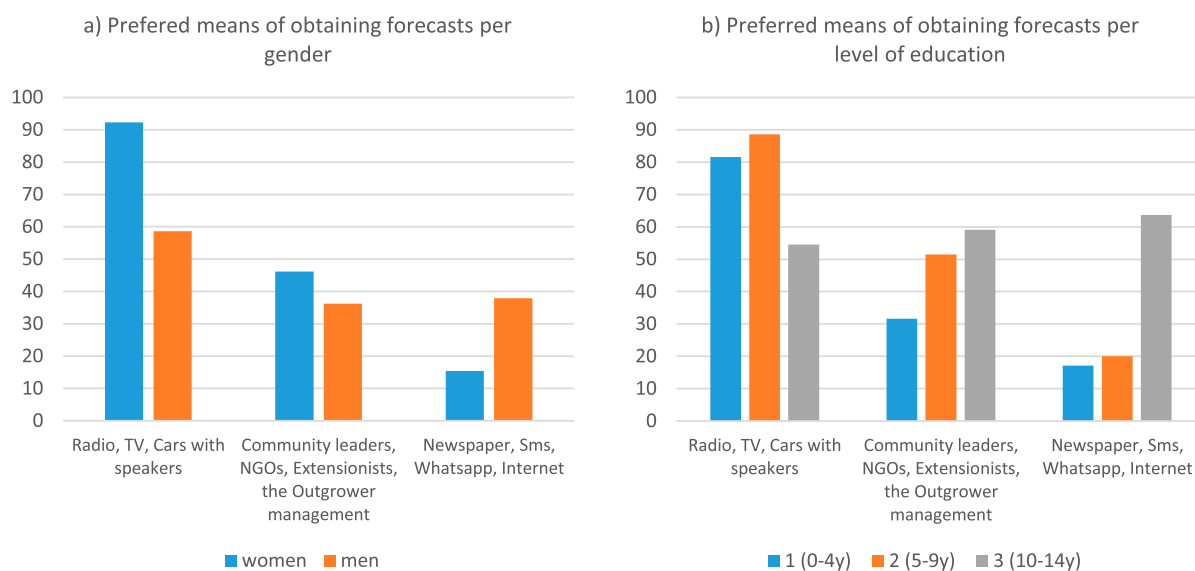 a) Prefered means of obtaining forecasts per
gender
100
90
80
70
60
50
40
30
20
10
0
Radio, TV, Cars with
speakers
Community leaders,
NGOs, Extensionists,
the Outgrower
management
Newspaper, Sms,
Whatsapp, Internet
women
men
b) Preferred means of obtaining forecasts per
level of education
100
90
80
70
60
50
40
30
20
10
0
Radio, TV, Cars with
speakers
Community leaders,
NGOs, Extensionists,
the Outgrower
management
Newspaper, Sms,
Whatsapp, Internet
1 (0-4y)
2 (5-9y)
3 (10-14y)